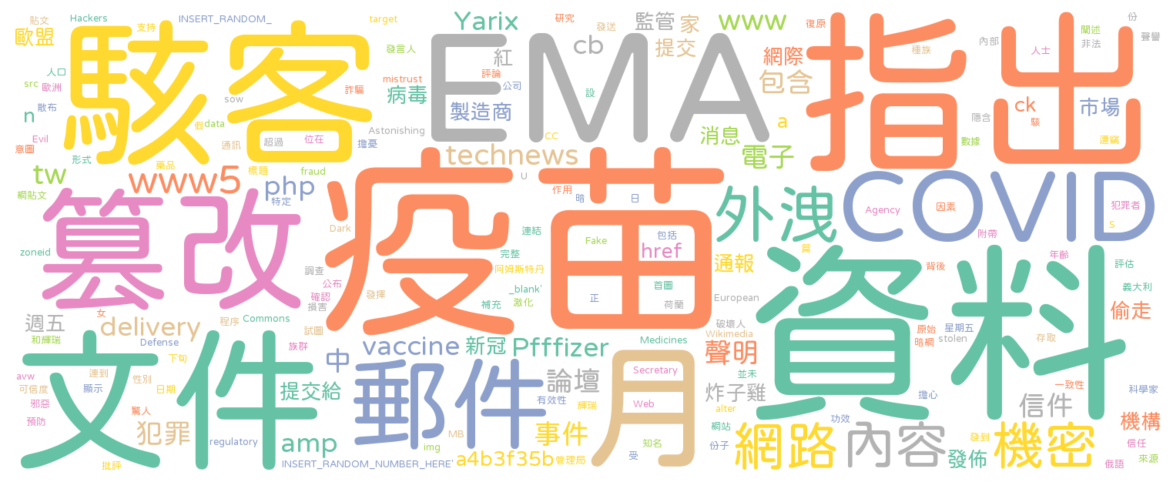 貼文
Hackers
支持
INSERT_RANDOM_
target
發言人
Yarix
研究
發送
監管
家
www
復原
種族
內部
人士
闡述
非法
份
聲譽
歐盟
人口
src
歐洲
駭客
EMA
cb
提交
網際
包含
指出
ck
市場
n
散布
Evil
意圖
形式
sow
假
data
通訊
超過
位在
詐騙
Astonishing
擔憂
mistrust
病毒
評論
紅
公司
製造商
設
cc
消息
a
電子
隱含
數據
駭
遭竊
tw
網貼文
藥品
標題
fraud
technews
U
www5
php
特定
作用
暗
日
外洩
COVID
Agency
因素
犯罪者
s
附帶
篡改
疫苗
Dark
連結
完整
阿姆斯特丹
_blank'
激化
補充
發揮
Fake
包括
href
首圖
正
荷蘭
通報
篇
European
背後
年齡
評估
義大利
資料
zoneid
調查
公布
確認
損害
女
程序
Commons
試圖
週五
和輝瑞
delivery
Defense
族群
破壞人
Wikimedia
原始
暗網
星期五
stolen
存取
偷走
文件
下旬
連到
avw
可信度
顯示
性別
日期
邪惡
驚人
預防
犯罪
批評
regulatory
提交給
amp
中
vaccine
新冠
Pfffizer
Medicines
聲明
並未
郵件
論壇
有效性
輝瑞
月
Secretary
Web
炸子雞
alter
擔心
一致性
科學家
信件
機構
img
MB
事件
知名
受
網站
份子
功效
信任
INSERT_RANDOM_NUMBER_HERE'
a4b3f35b
管理局
網路
內容
發到
發佈
機密
俄語
來源